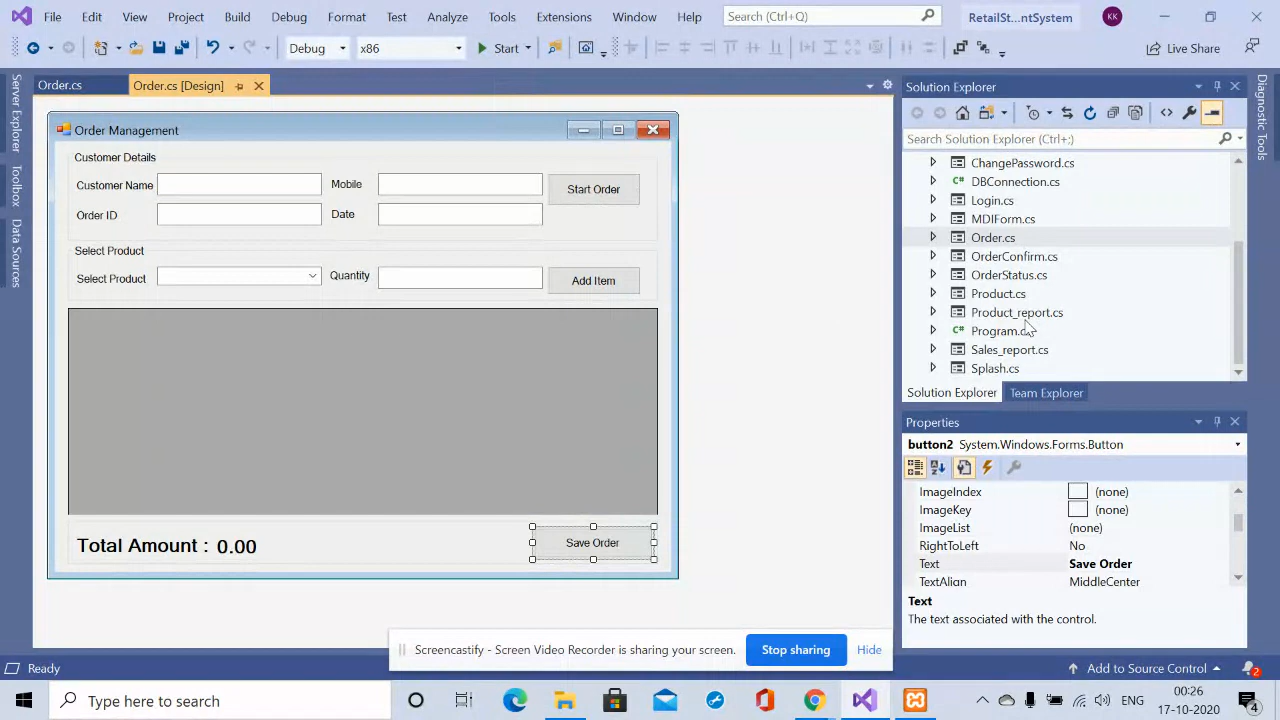 File Edit View Git Project Build Debug Format Test Analyze Tools Extensions Window Help Search (Ctrl+Q) RetailSt...ntSystem KK
Debug x86 Start Live Share
Order.cs Order.cs [Design]
Server Explorer
Toolbox
Data Sources
Order Management
Customer Details
Customer Name Mobile Start Order
Order ID Date
Select Product
Select Product Quantity Add Item
Total Amount : 0.00 Save Order
Solution Explorer
Search Solution Explorer (Ctrl+;)
ChangePassword.cs
DBConnection.cs
Login.cs
MDIForm.cs
Order.cs
OrderConfirm.cs
OrderStatus.cs
Product.cs
Product_report.cs
Program.cs
Sales_report.cs
Splash.cs
Solution Explorer Team Explorer
Properties
button2 System.Windows.Forms.Button
ImageIndex (none)
ImageKey (none)
ImageList (none)
RightToLeft No
Text Save Order
TextAlign MiddleCenter
Text
The text associated with the control.
Diagnostic Tools
Screencastify - Screen Video Recorder is sharing your screen. Stop sharing Hide
Ready Add to Source Control 2
Type here to search ENG 00:26
17-10-2020 4